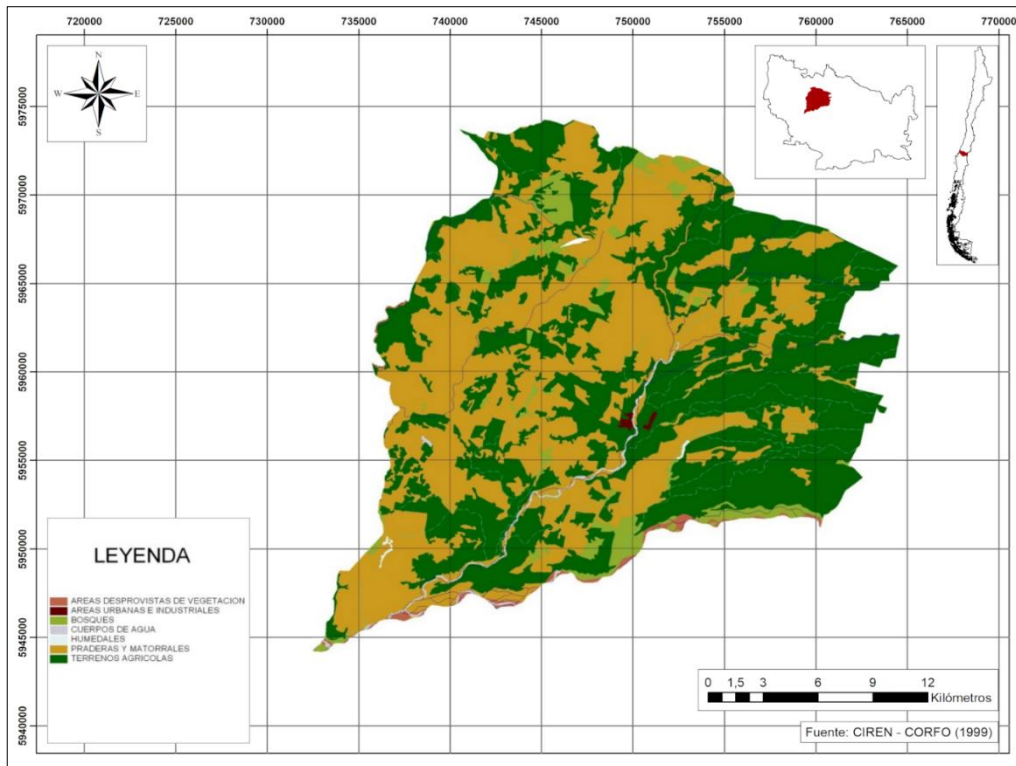 720000 725000 730000 735000 740000 745000 750000 755000 760000 765000 770000
N
W E
S
5975000
5970000
5965000
5960000
5955000
5950000
5945000
5940000
LEYENDA
AREAS DESPROVISTAS DE VEGETACION
AREAS URBANAS E INDUSTRIALES
BOSQUES
CUERPOS DE AGUA
HUMEDALES
PRADERAS Y MATORRALES
TERRENOS AGRICOLAS
0 1,5 3 6 9 12
Kilómetros
Fuente: CIREN - CORFO (1999)